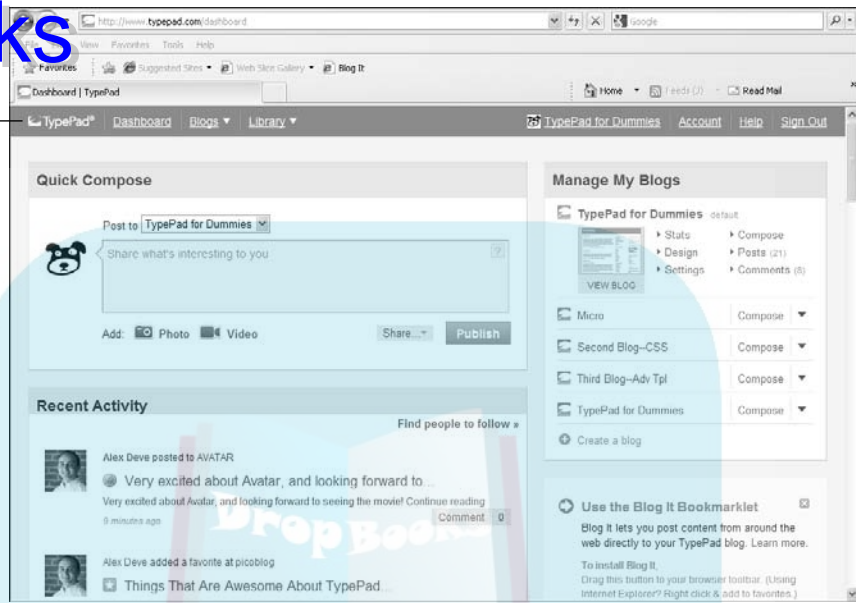 ks
http://www.typepad.com/dashboard
Google
File View Favorites Tools Help
Favorites Suggested Sites Web Slice Gallery Blog It
Dashboard | TypePad Home Feeds (J) Read Mail »
TypePad® Dashboard Blogs Library TypePad for Dummies Account Help Sign Out
Quick Compose
Post to TypePad for Dummies
Share what's interesting to you ?
Add: Photo Video Share... Publish
Recent Activity
Find people to follow »
Alex Deve posted to AVATAR
Very excited about Avatar, and looking forward to...
Very excited about Avatar, and looking forward to seeing the movie! Continue reading
9 minutes ago
Comment 0
Alex Deve added a favorite at picoblog
Things That Are Awesome About TypePad...
Manage My Blogs
TypePad for Dummies default
Stats Compose
Design Posts (21)
Settings Comments (8)
VIEW BLOG
Micro Compose
Second Blog--CSS Compose
Third Blog--Adv Tpl Compose
TypePad for Dummies Compose
Create a blog
Use the Blog It Bookmarklet
Blog It lets you post content from around the
web directly to your TypePad blog. Learn more.
To install Blog It,
Drag this button to your browser toolbar. (Using
Internet Explorer? Right click & add to favorites.)
Drop Books